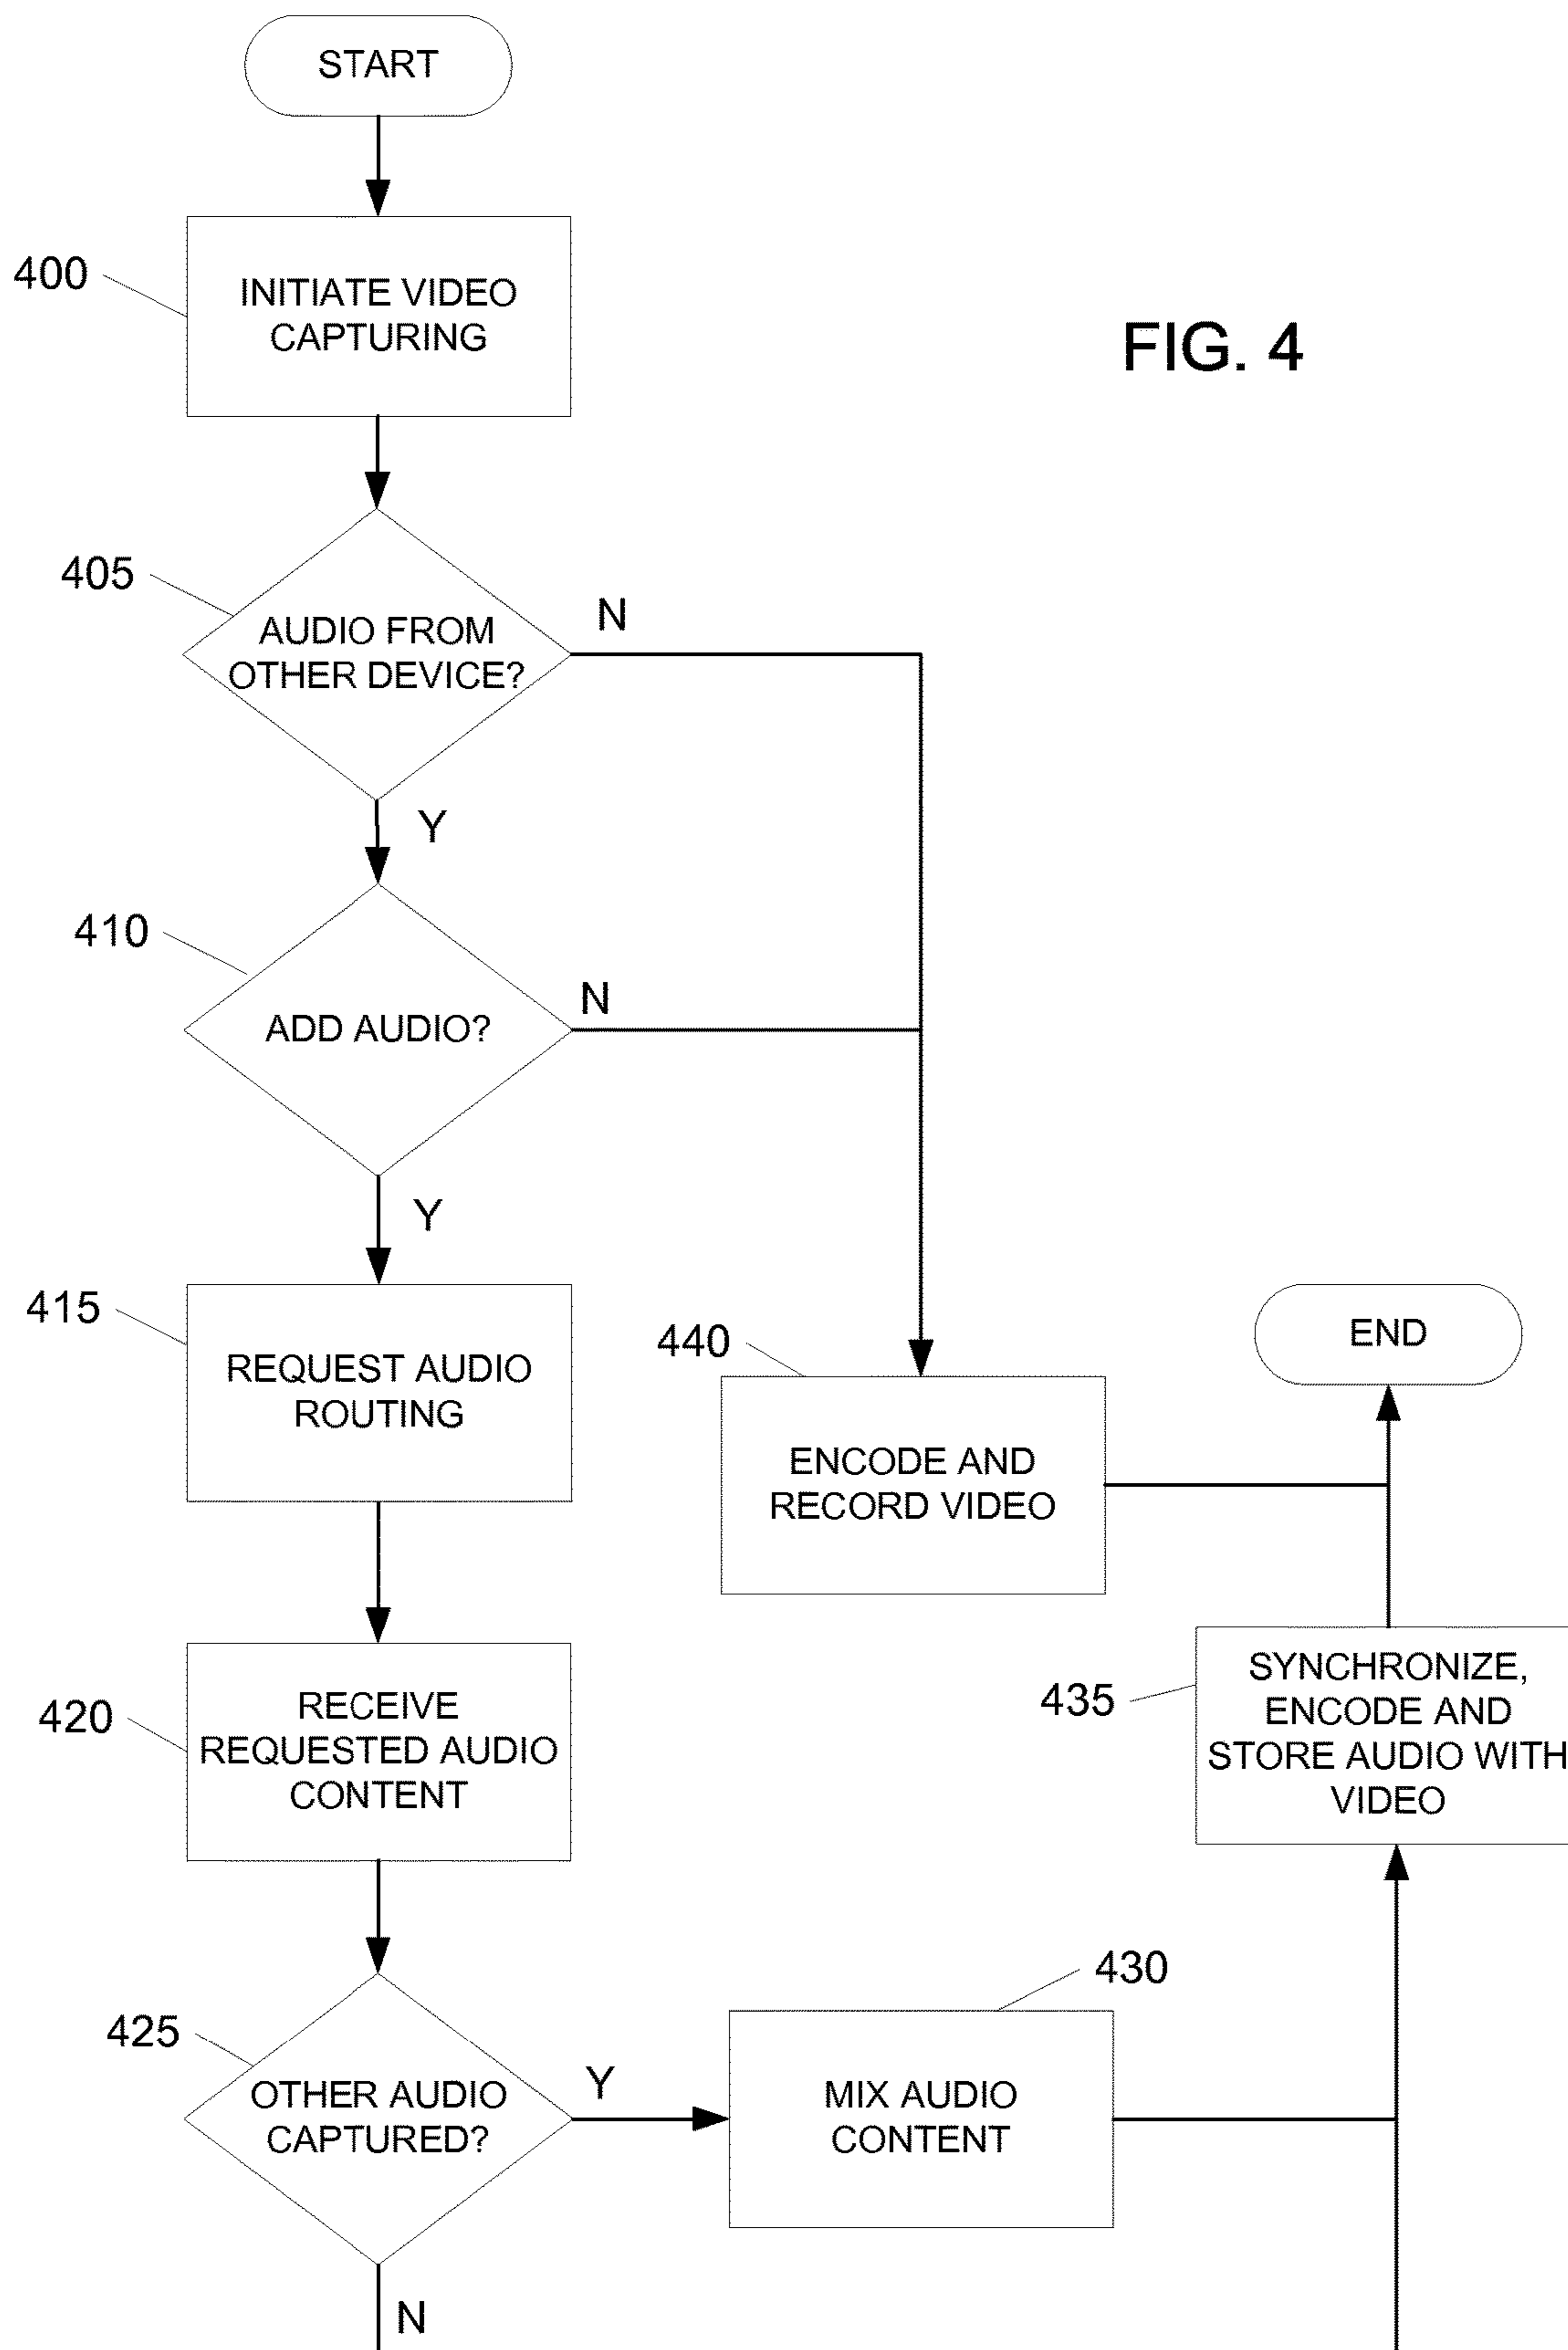 START
400
INITIATE VIDEO
CAPTURING
FIG. 4
405
AUDIO FROM
OTHER DEVICE?
N
Y
410
ADD AUDIO?
N
Y
415
REQUEST AUDIO
ROUTING
440
ENCODE AND
RECORD VIDEO
END
420
RECEIVE
REQUESTED AUDIO
CONTENT
435
SYNCHRONIZE,
ENCODE AND
STORE AUDIO WITH
VIDEO
425
OTHER AUDIO
CAPTURED?
Y
430
MIX AUDIO
CONTENT
N